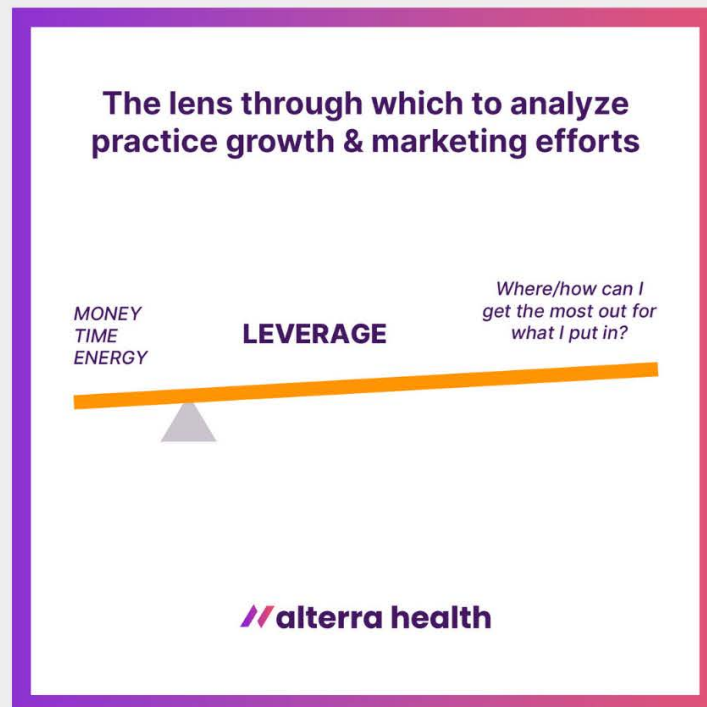 The lens through which to analyze
practice growth & marketing efforts
MONEY
TIME
ENERGY
LEVERAGE
Where/how can I
get the most out for
what I put in?
alterra health